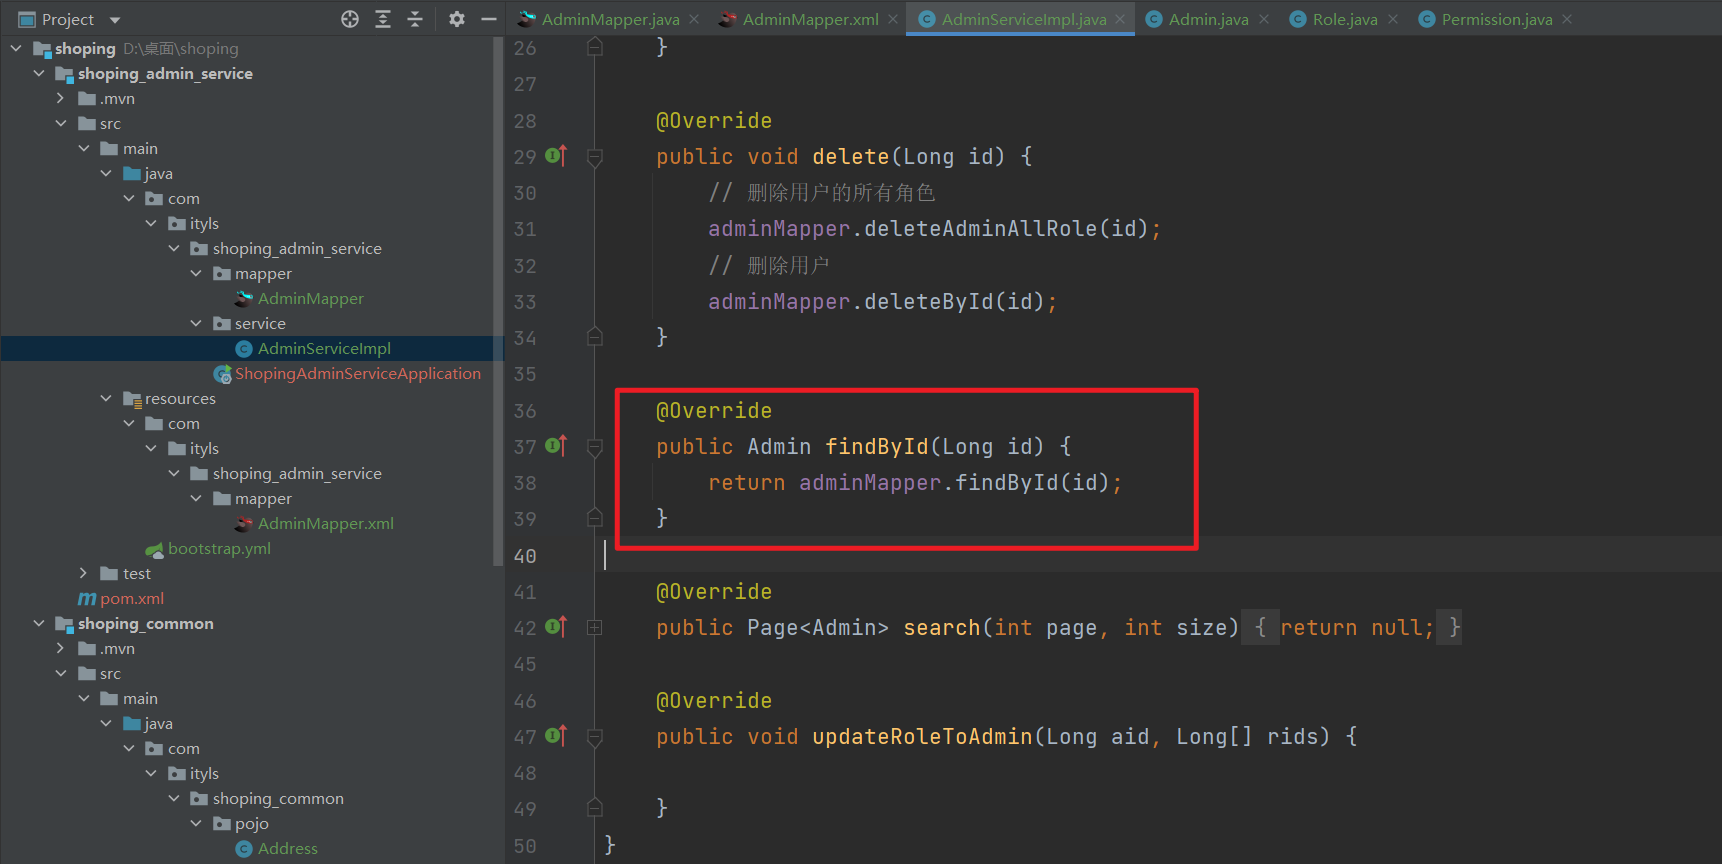 Project
shoping D:\桌面\shoping
shoping_admin_service
.mvn
src
main
java
com
ityls
shoping_admin_service
mapper
AdminMapper
service
AdminServiceImpl
ShopingAdminServiceApplication
resources
com
ityls
shoping_admin_service
mapper
AdminMapper.xml
bootstrap.yml
test
pom.xml
shoping_common
.mvn
src
main
java
com
ityls
shoping_common
pojo
Address
AdminMapper.java AdminMapper.xml AdminServiceImpl.java Admin.java Role.java Permission.java
26 }
27
28 @Override
29 public void delete(Long id) {
30 // 删除用户的所有角色
31 adminMapper.deleteAdminAllRole(id);
32 // 删除用户
33 adminMapper.deleteById(id);
34 }
35
36 @Override
37 public Admin findById(Long id) {
38 return adminMapper.findById(id);
39 }
40
41 @Override
42 public Page<Admin> search(int page, int size) { return null; }
45
46 @Override
47 public void updateRoleToAdmin(Long aid, Long[] rids) {
48
49 }
50 }